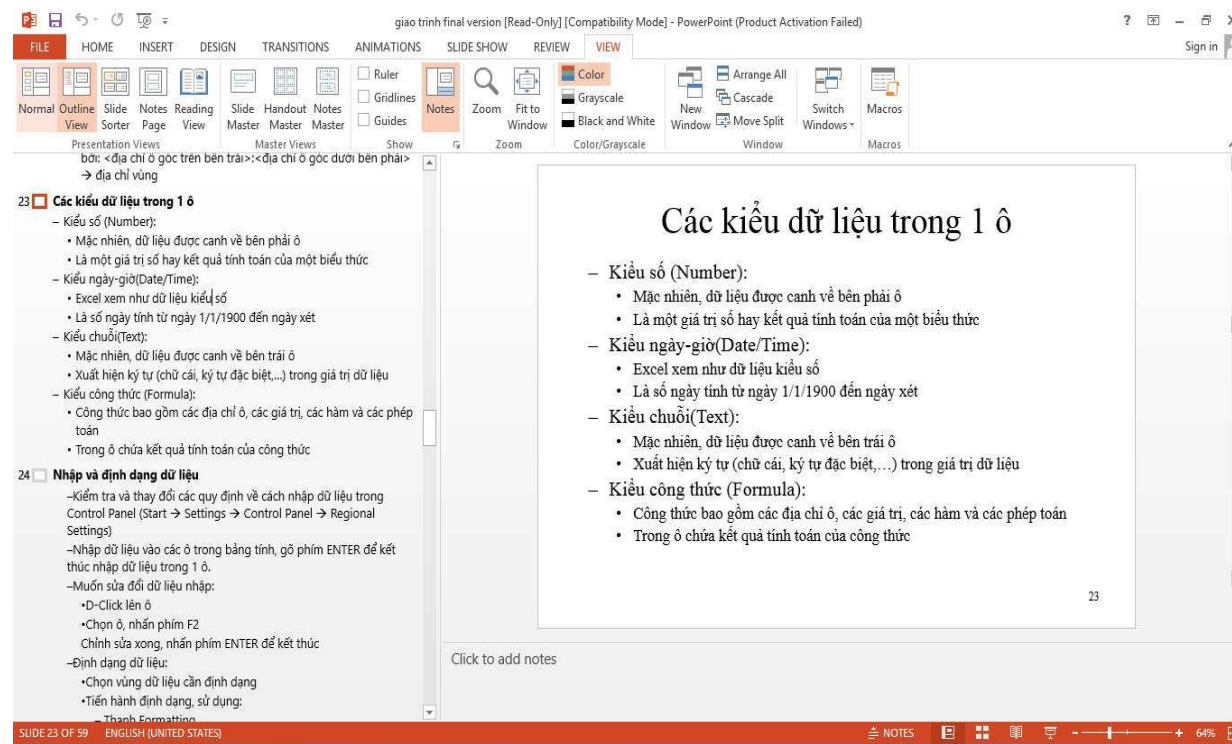 giao trinh final version [Read-Only] [Compatibility Mode] - PowerPoint (Product Activation Failed)
FILE HOME INSERT DESIGN TRANSITIONS ANIMATIONS SLIDE SHOW REVIEW VIEW Sign in
Normal Outline View Slide Sorter Notes Page Reading View
Presentation Views
Slide Master Handout Master Notes Master
Master Views
Ruler
Gridlines
Guides
Show
Notes
Zoom Fit to Window
Zoom
Color
Grayscale
Black and White
Color/Grayscale
New Window
Arrange All
Cascade
Move Split
Switch Windows
Window
Macros
Macros
bởi: <địa chỉ ô góc trên bên trái>:<địa chỉ ô góc dưới bên phải>
→ địa chỉ vùng
23 Các kiểu dữ liệu trong 1 ô
– Kiểu số (Number):
• Mặc nhiên, dữ liệu được canh về bên phải ô
• Là một giá trị số hay kết quả tính toán của một biểu thức
– Kiểu ngày-giờ(Date/Time):
• Excel xem như dữ liệu kiểu số
• Là số ngày tính từ ngày 1/1/1900 đến ngày xét
– Kiểu chuỗi(Text):
• Mặc nhiên, dữ liệu được canh về bên trái ô
• Xuất hiện ký tự (chữ cái, ký tự đặc biệt,...) trong giá trị dữ liệu
– Kiểu công thức (Formula):
• Công thức bao gồm các địa chỉ ô, các giá trị, các hàm và các phép
toán
• Trong ô chứa kết quả tính toán của công thức
24 Nhập và định dạng dữ liệu
–Kiểm tra và thay đổi các quy định về cách nhập dữ liệu trong
Control Panel (Start → Settings → Control Panel → Regional
Settings)
–Nhập dữ liệu vào các ô trong bảng tính, gõ phím ENTER để kết
thúc nhập dữ liệu trong 1 ô.
–Muốn sửa đổi dữ liệu nhập:
•D-Click lên ô
•Chọn ô, nhấn phím F2
Chỉnh sửa xong, nhấn phím ENTER để kết thúc
–Định dạng dữ liệu:
•Chọn vùng dữ liệu cần định dạng
•Tiến hành định dạng, sử dụng:
– Thanh Formatting
Các kiểu dữ liệu trong 1 ô
– Kiểu số (Number):
• Mặc nhiên, dữ liệu được canh về bên phải ô
• Là một giá trị số hay kết quả tính toán của một biểu thức
– Kiểu ngày-giờ(Date/Time):
• Excel xem như dữ liệu kiểu số
• Là số ngày tính từ ngày 1/1/1900 đến ngày xét
– Kiểu chuỗi(Text):
• Mặc nhiên, dữ liệu được canh về bên trái ô
• Xuất hiện ký tự (chữ cái, ký tự đặc biệt,…) trong giá trị dữ liệu
– Kiểu công thức (Formula):
• Công thức bao gồm các địa chỉ ô, các giá trị, các hàm và các phép toán
• Trong ô chứa kết quả tính toán của công thức
23
Click to add notes
SLIDE 23 OF 59 ENGLISH (UNITED STATES) NOTES 64%